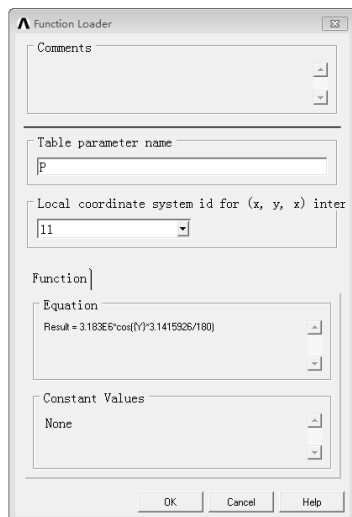 Function Loader
Comments
Table parameter name
P
Local coordinate system id for (x, y, x) inter
11
Function
Equation
Result = 3.183E6*cos({Y}*3.1415926/180)
Constant Values
None
OK Cancel Help